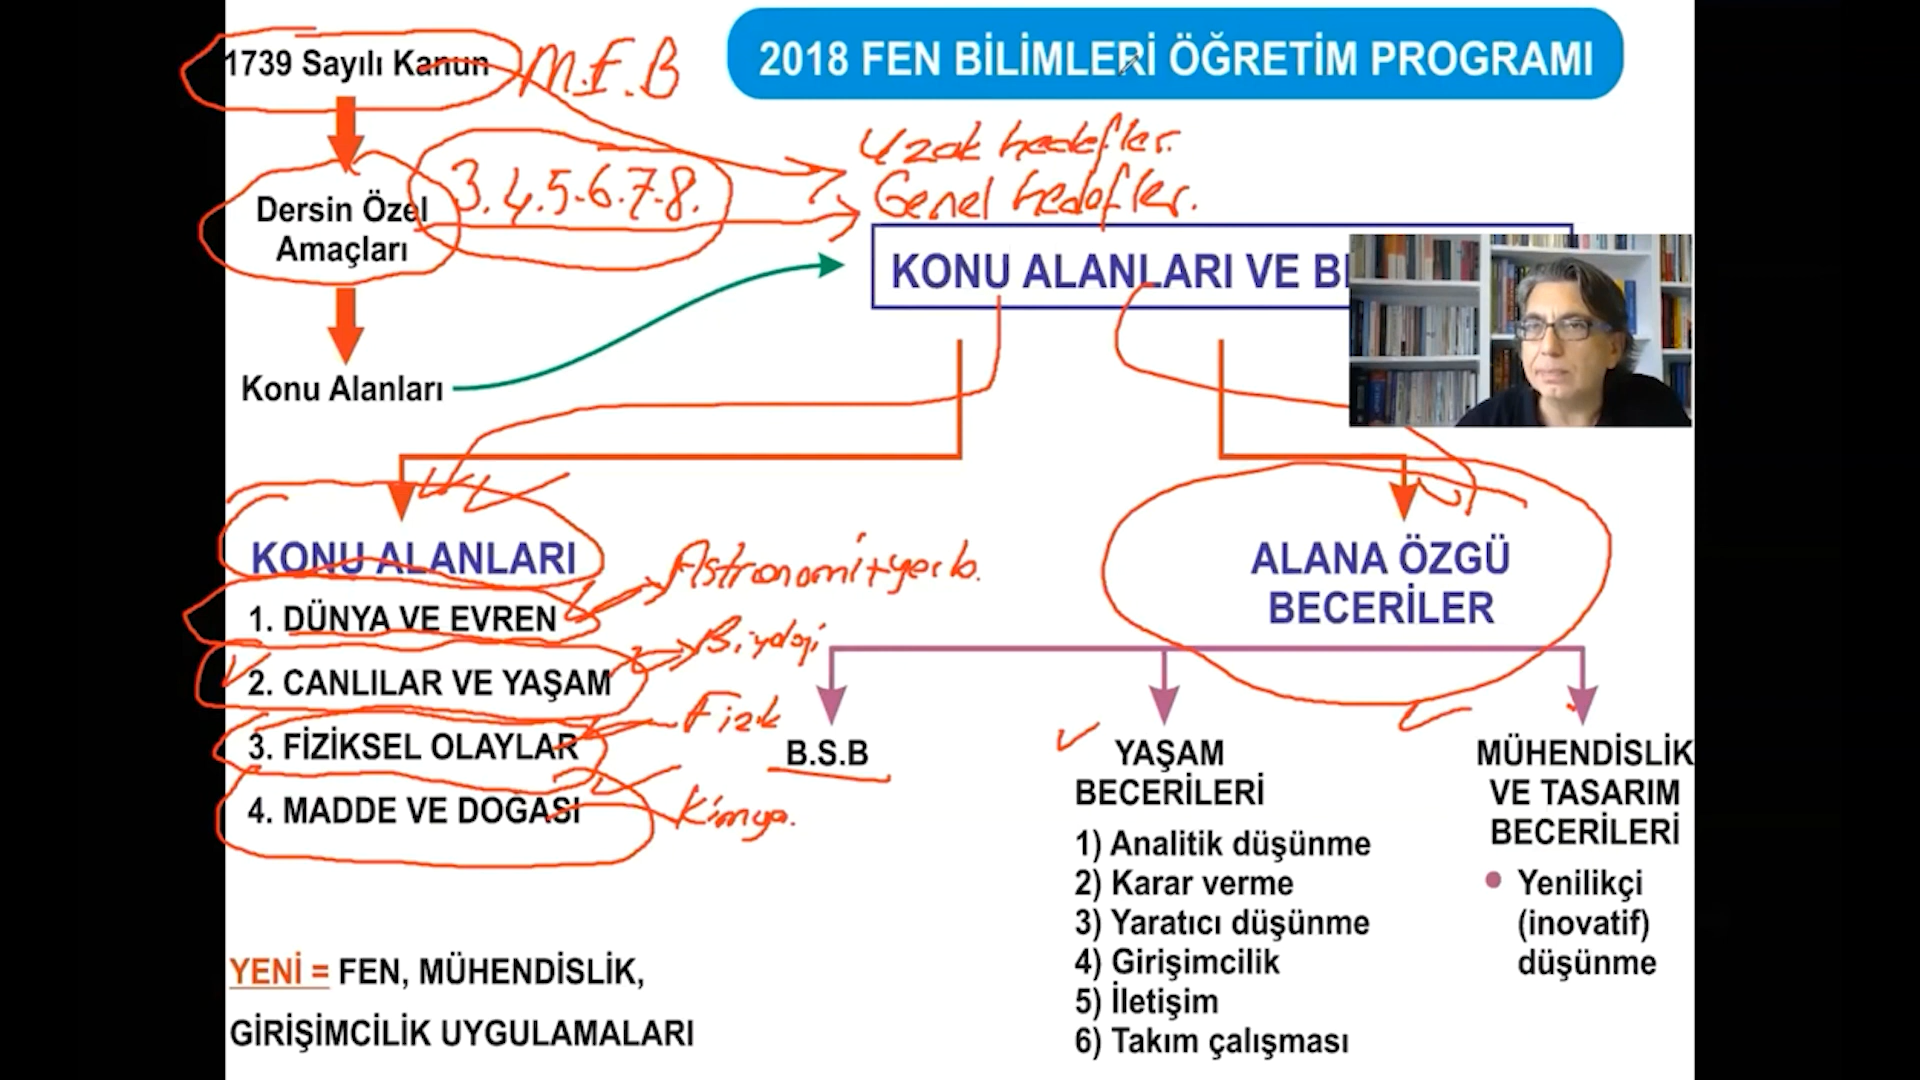 1739 Sayılı Kanun
M.E.B
2018 FEN BİLİMLERİ ÖĞRETİM PROGRAMI
Uzak hedefler.
3.4.5.6.7.8.
Genel hedefler.
Dersin Özel
Amaçları
KONU ALANLARI VE
Konu Alanları
KONU ALANLARI
1. DÜNYA VE EVREN
Astronomi+yer b.
2. CANLILAR VE YAŞAM
Biyoloji
3. FİZİKSEL OLAYLAR
Fizik
4. MADDE VE DOĞASI
Kimya.
YENİ = FEN, MÜHENDİSLİK,
GİRİŞİMCİLİK UYGULAMALARI
ALANA ÖZGÜ
BECERİLER
B.S.B
YAŞAM
BECERİLERİ
1) Analitik düşünme
2) Karar verme
3) Yaratıcı düşünme
4) Girişimcilik
5) İletişim
6) Takım çalışması
MÜHENDİSLİK
VE TASARIM
BECERİLERİ
Yenilikçi
(inovatif)
düşünme